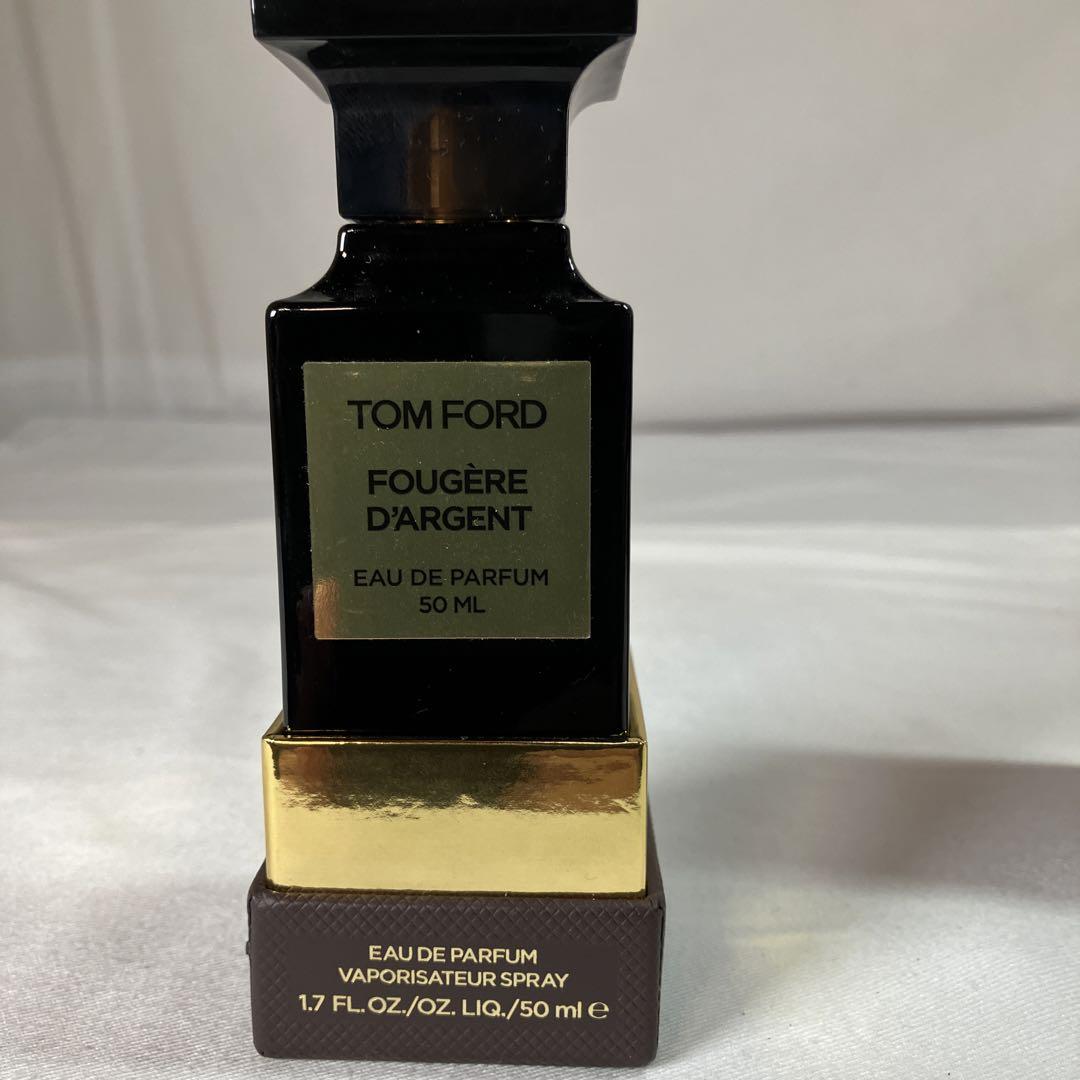 TOM FORD
FOUGÈRE
D'ARGENT
EAU DE PARFUM
50 ML
EAU DE PARFUM
VAPORISATEUR SPRAY
1.7 FL. OZ./OZ. LIQ./50 ml ℮